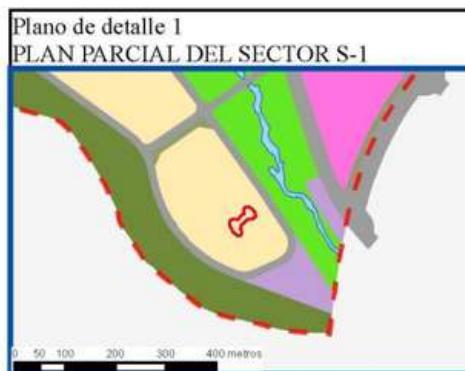 Plano de detalle 1
PLAN PARCIAL DEL SECTOR S-1
0 50 100 200 300 400 metros